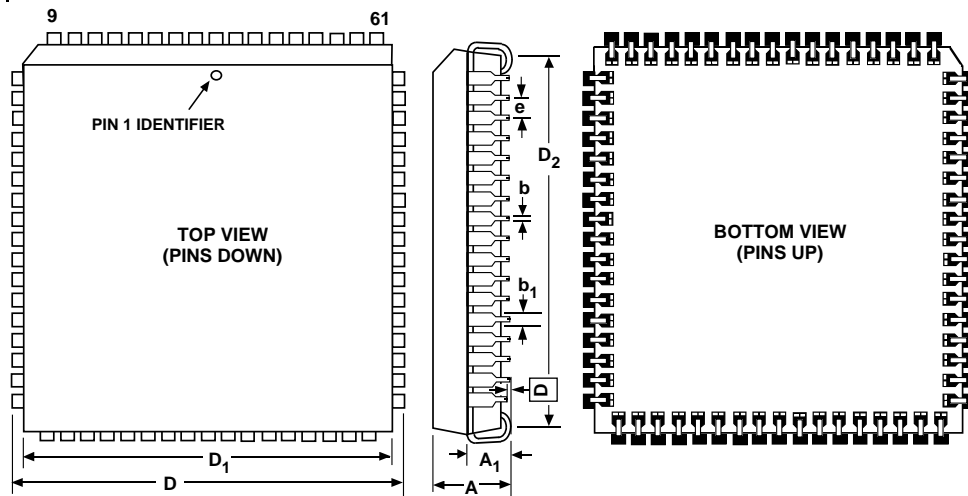 9
61
PIN 1 IDENTIFIER
TOP VIEW
(PINS DOWN)
e
D2
b
b1
D
A1
A
D1
D
BOTTOM VIEW
(PINS UP)